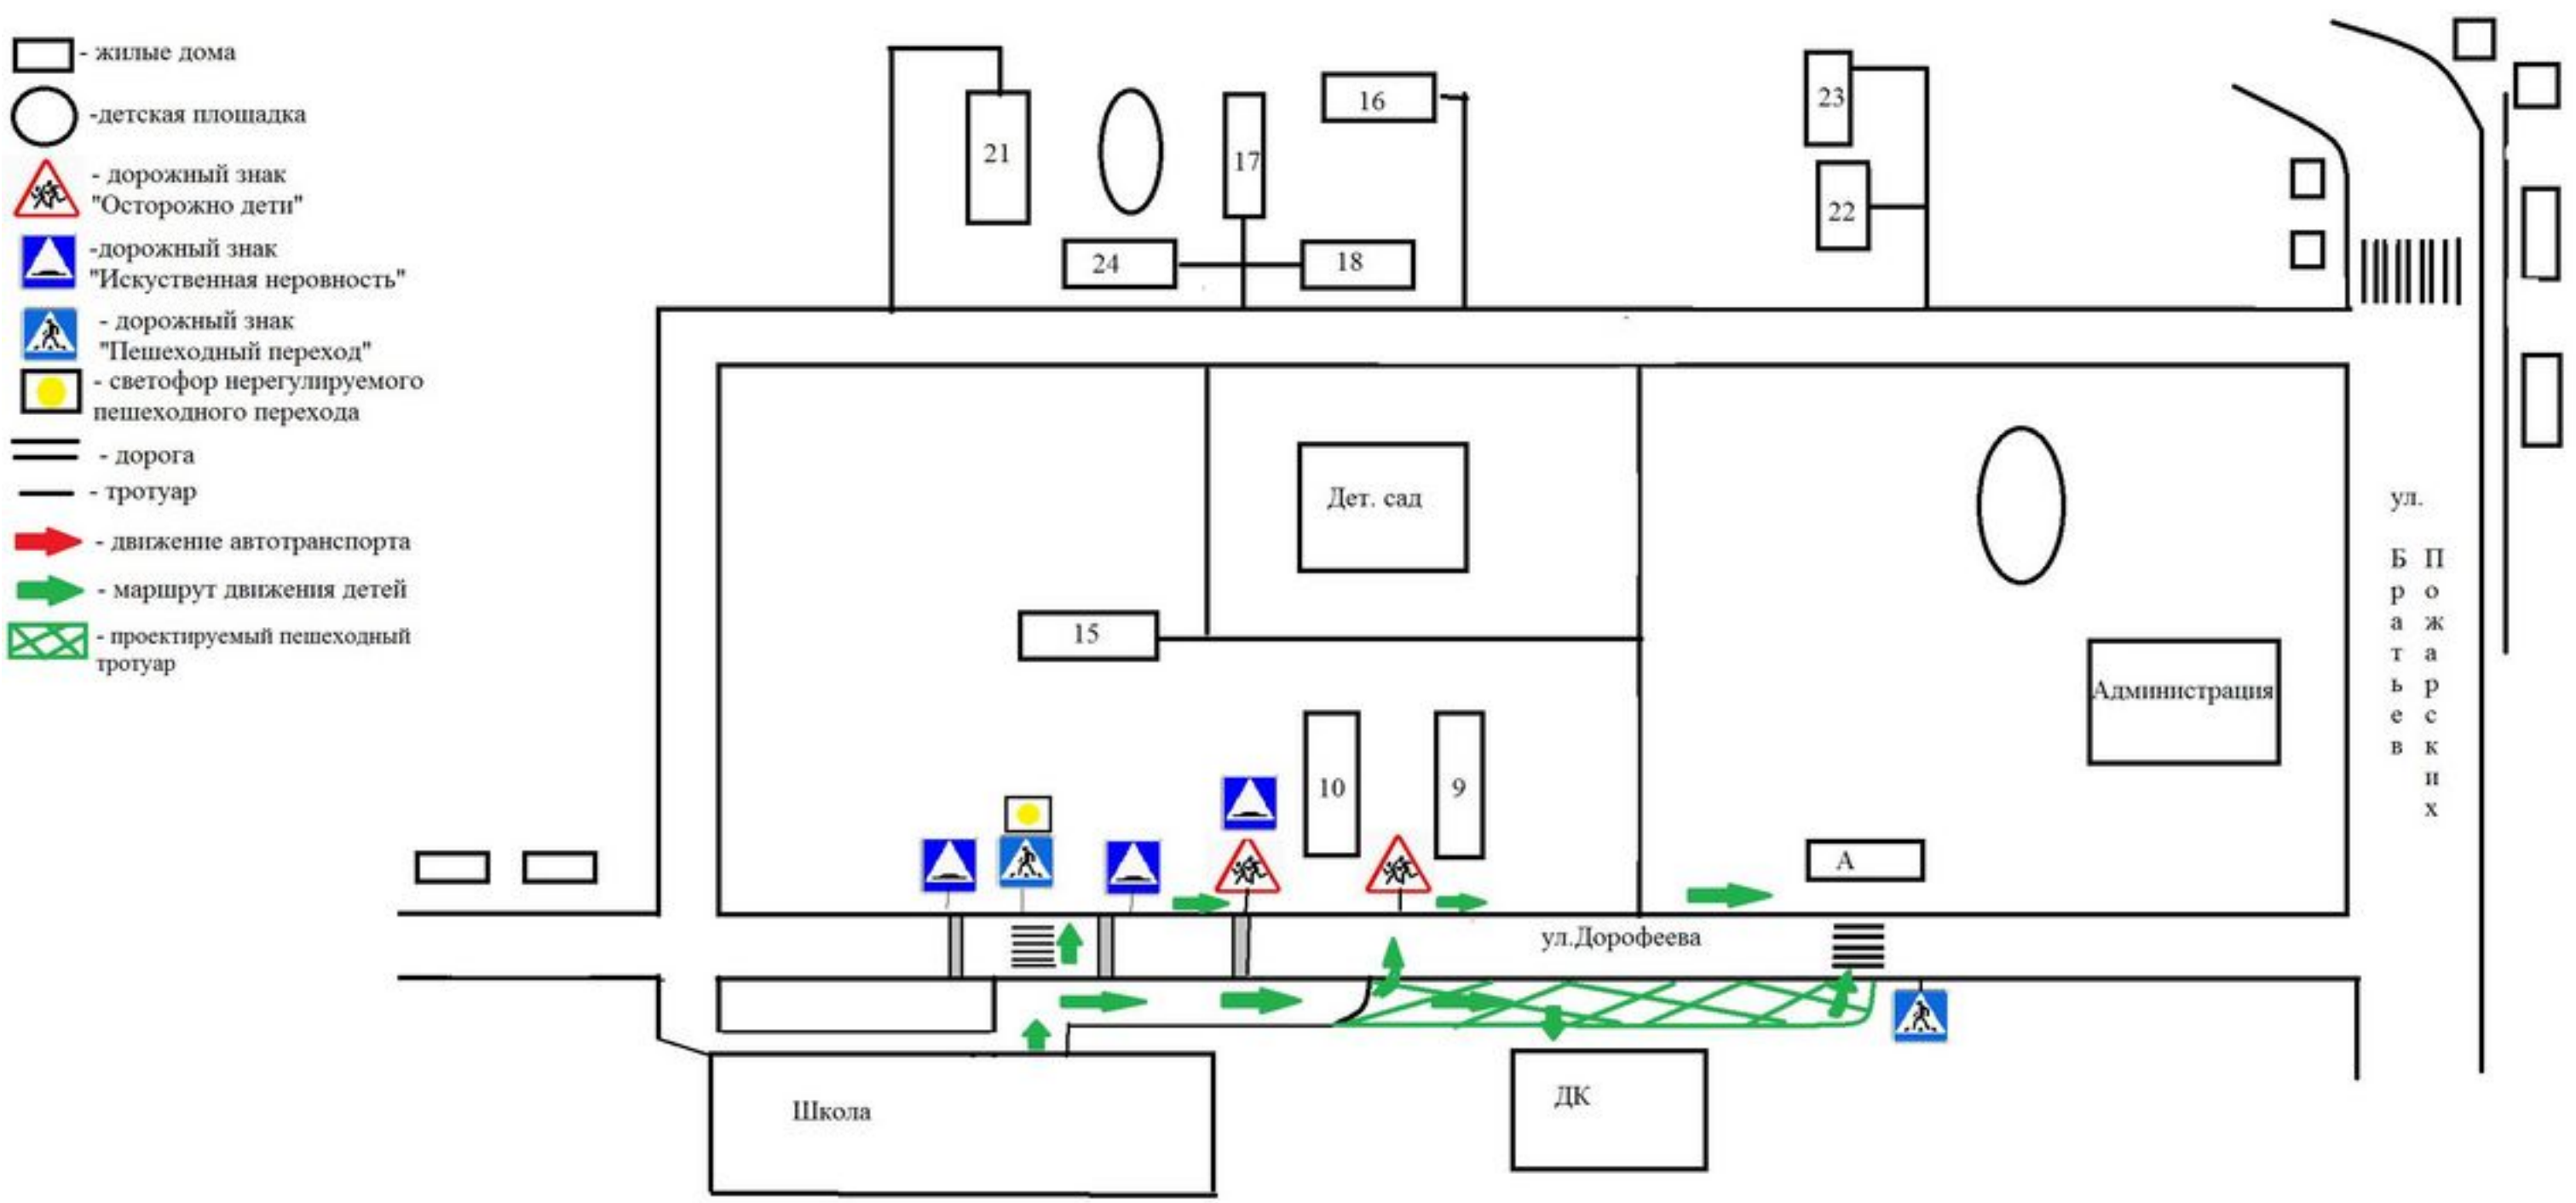 - жилые дома
-детская площадка
- дорожный знак
"Осторожно дети"
-дорожный знак
"Искуственная неровность"
- дорожный знак
"Пешеходный переход"
- светофор нерегулируемого
пешеходного перехода
- дорога
- тротуар
- движение автотранспорта
- маршрут движения детей
- проектируемый пешеходный
тротуар
21
17
16
24
18
23
22
Дет. сад
15
10
9
Администрация
А
ул.
Братьев
Пожарских
ул.Дорофеева
Школа
ДК